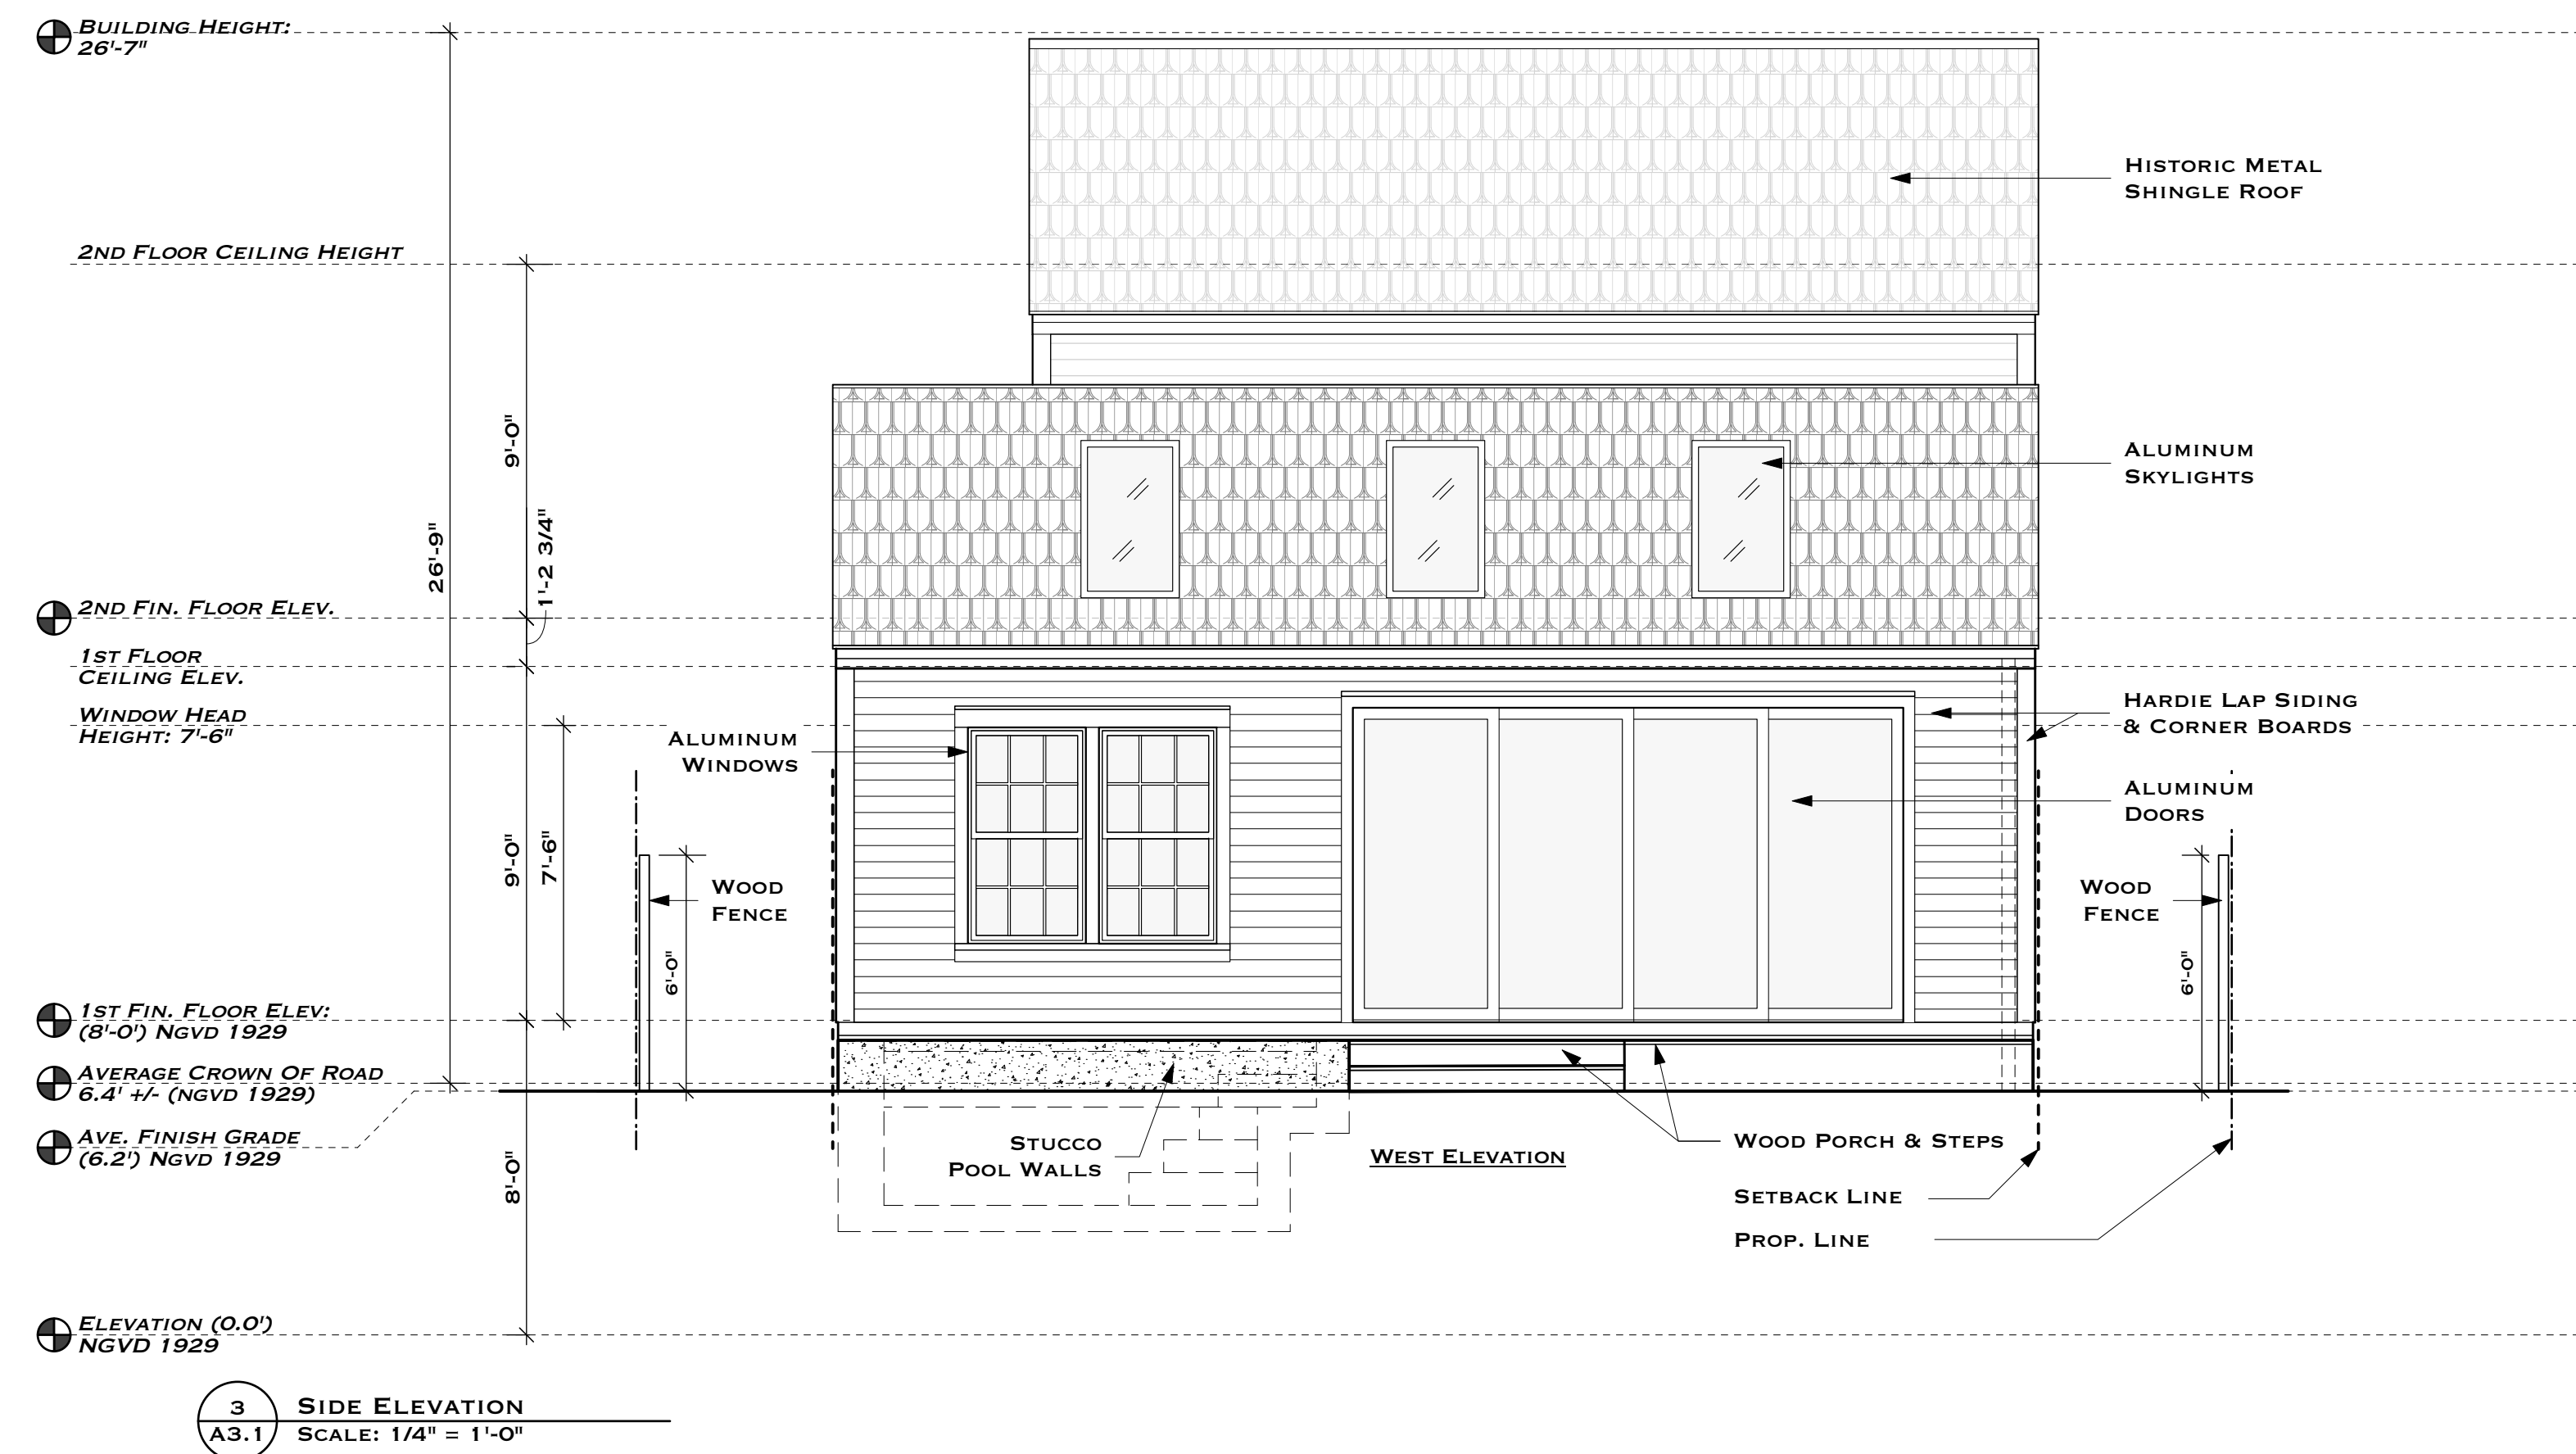 Building Height:
26'-7"
2nd Floor Ceiling Height
Historic Metal
Shingle Roof
9'-0"
26'-9"
1'-2 3/4"
Aluminum
Skylights
2nd Fin. Floor Elev.
1st Floor
Ceiling Elev.
Window Head
Height: 7'-6"
Aluminum
Windows
Hardie Lap Siding
& Corner Boards
Aluminum
Doors
9'-0"
7'-6"
Wood
Fence
6'-0"
Wood
Fence
6'-0"
1st Fin. Floor Elev:
(8'-0') Ngvd 1929
Average Crown Of Road
6.4' +/- (ngvd 1929)
Ave. Finish Grade
(6.2') Ngvd 1929
8'-0"
Stucco
Pool Walls
West Elevation
Wood Porch & Steps
Setback Line
Prop. Line
Elevation (0.0')
NGVD 1929
3
A3.1
Side Elevation
Scale: 1/4" = 1'-0"